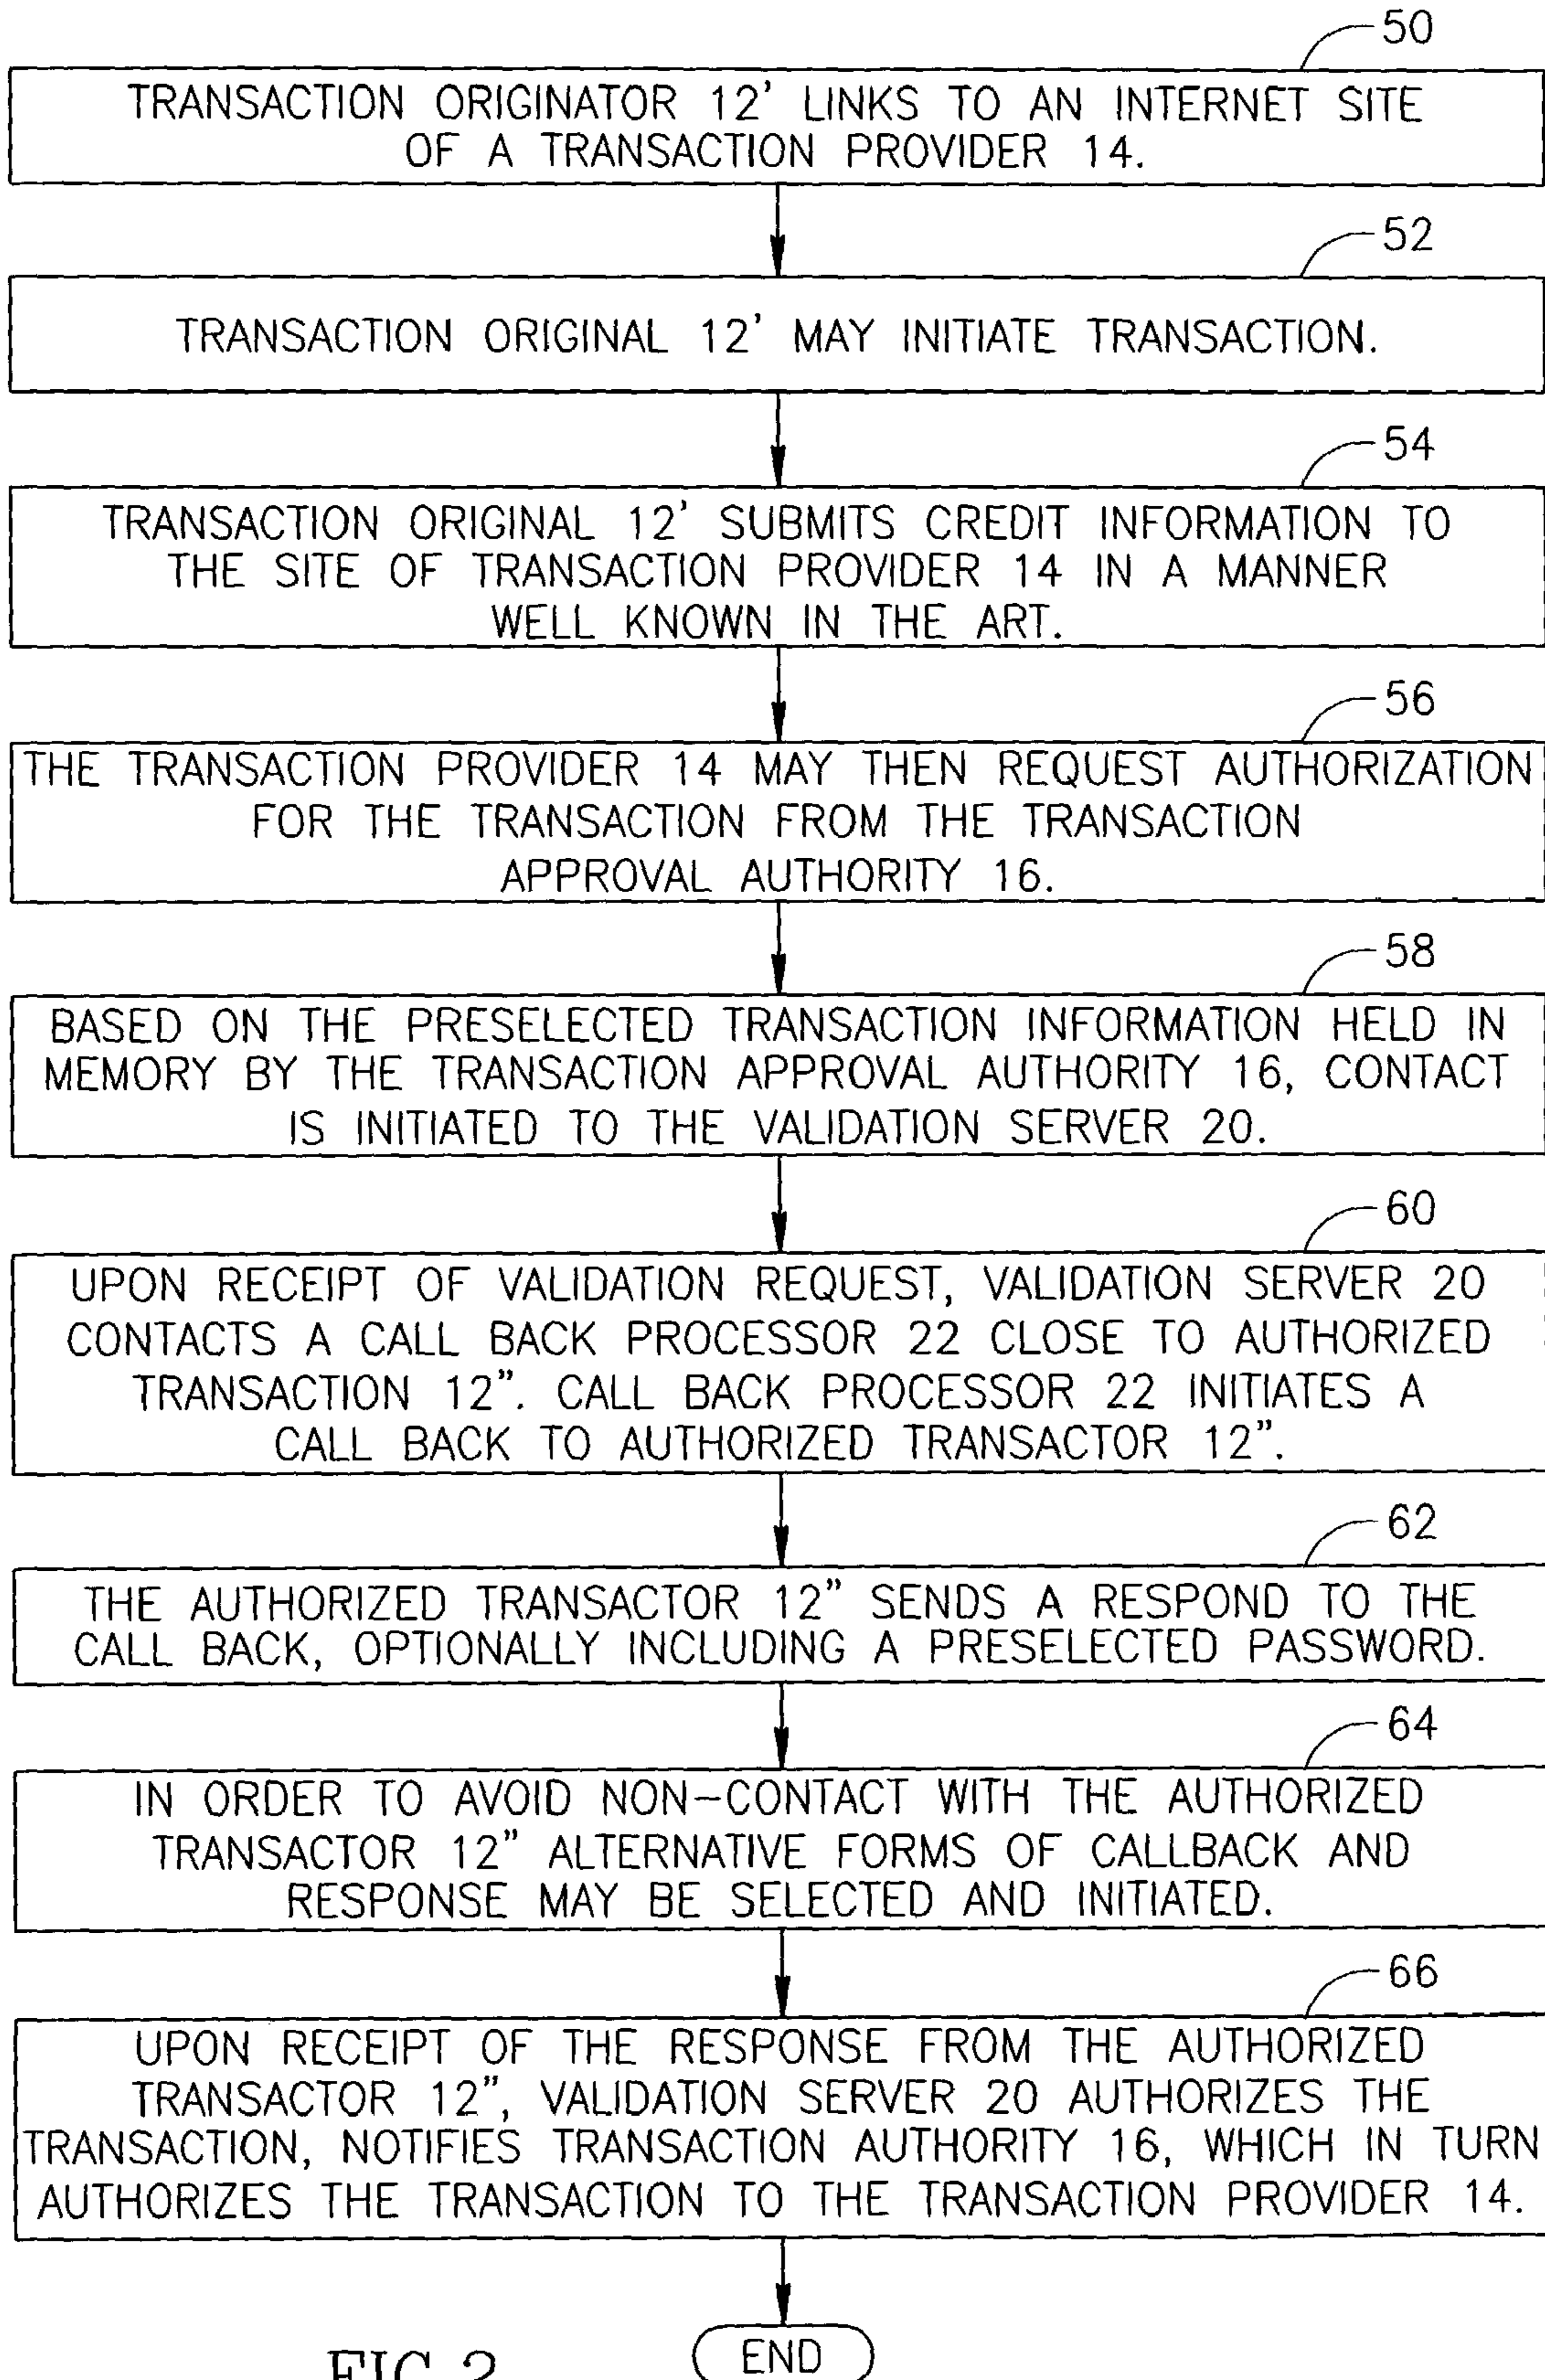 50
TRANSACTION ORIGINATOR 12' LINKS TO AN INTERNET SITE
OF A TRANSACTION PROVIDER 14.
52
TRANSACTION ORIGINAL 12' MAY INITIATE TRANSACTION.
54
TRANSACTION ORIGINAL 12' SUBMITS CREDIT INFORMATION TO
THE SITE OF TRANSACTION PROVIDER 14 IN A MANNER
WELL KNOWN IN THE ART.
56
THE TRANSACTION PROVIDER 14 MAY THEN REQUEST AUTHORIZATION
FOR THE TRANSACTION FROM THE TRANSACTION
APPROVAL AUTHORITY 16.
58
BASED ON THE PRESELECTED TRANSACTION INFORMATION HELD IN
MEMORY BY THE TRANSACTION APPROVAL AUTHORITY 16, CONTACT
IS INITIATED TO THE VALIDATION SERVER 20.
60
UPON RECEIPT OF VALIDATION REQUEST, VALIDATION SERVER 20
CONTACTS A CALL BACK PROCESSOR 22 CLOSE TO AUTHORIZED
TRANSACTION 12". CALL BACK PROCESSOR 22 INITIATES A
CALL BACK TO AUTHORIZED TRANSACTOR 12".
62
THE AUTHORIZED TRANSACTOR 12" SENDS A RESPOND TO THE
CALL BACK, OPTIONALLY INCLUDING A PRESELECTED PASSWORD.
64
IN ORDER TO AVOID NON-CONTACT WITH THE AUTHORIZED
TRANSACTOR 12" ALTERNATIVE FORMS OF CALLBACK AND
RESPONSE MAY BE SELECTED AND INITIATED.
66
UPON RECEIPT OF THE RESPONSE FROM THE AUTHORIZED
TRANSACTOR 12", VALIDATION SERVER 20 AUTHORIZES THE
TRANSACTION, NOTIFIES TRANSACTION AUTHORITY 16, WHICH IN TURN
AUTHORIZES THE TRANSACTION TO THE TRANSACTION PROVIDER 14.
END
FIG.2